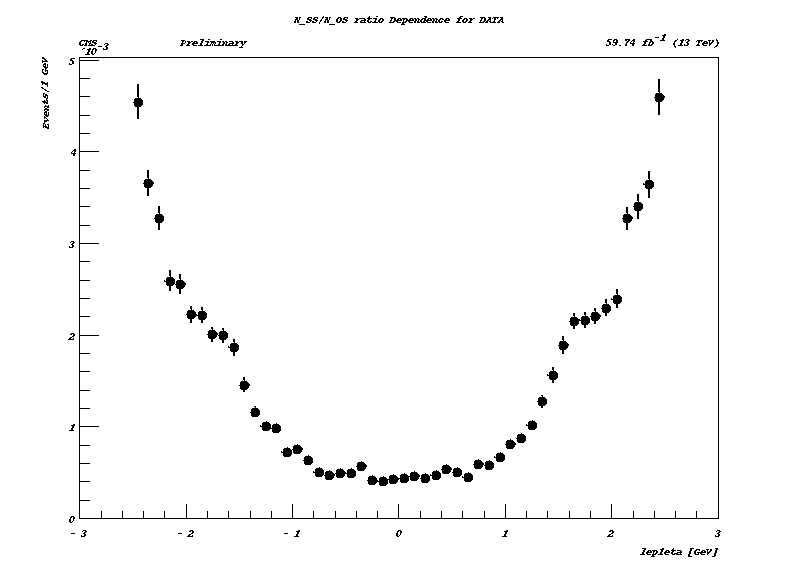 N_SS/N_OS ratio Dependence for DATA
CMS Preliminary 59.74 fb-1 (13 TeV)
×10-3
Events/1 GeV
5
4
3
2
1
0
-3 -2 -1 0 1 2 3
lepleta [GeV]